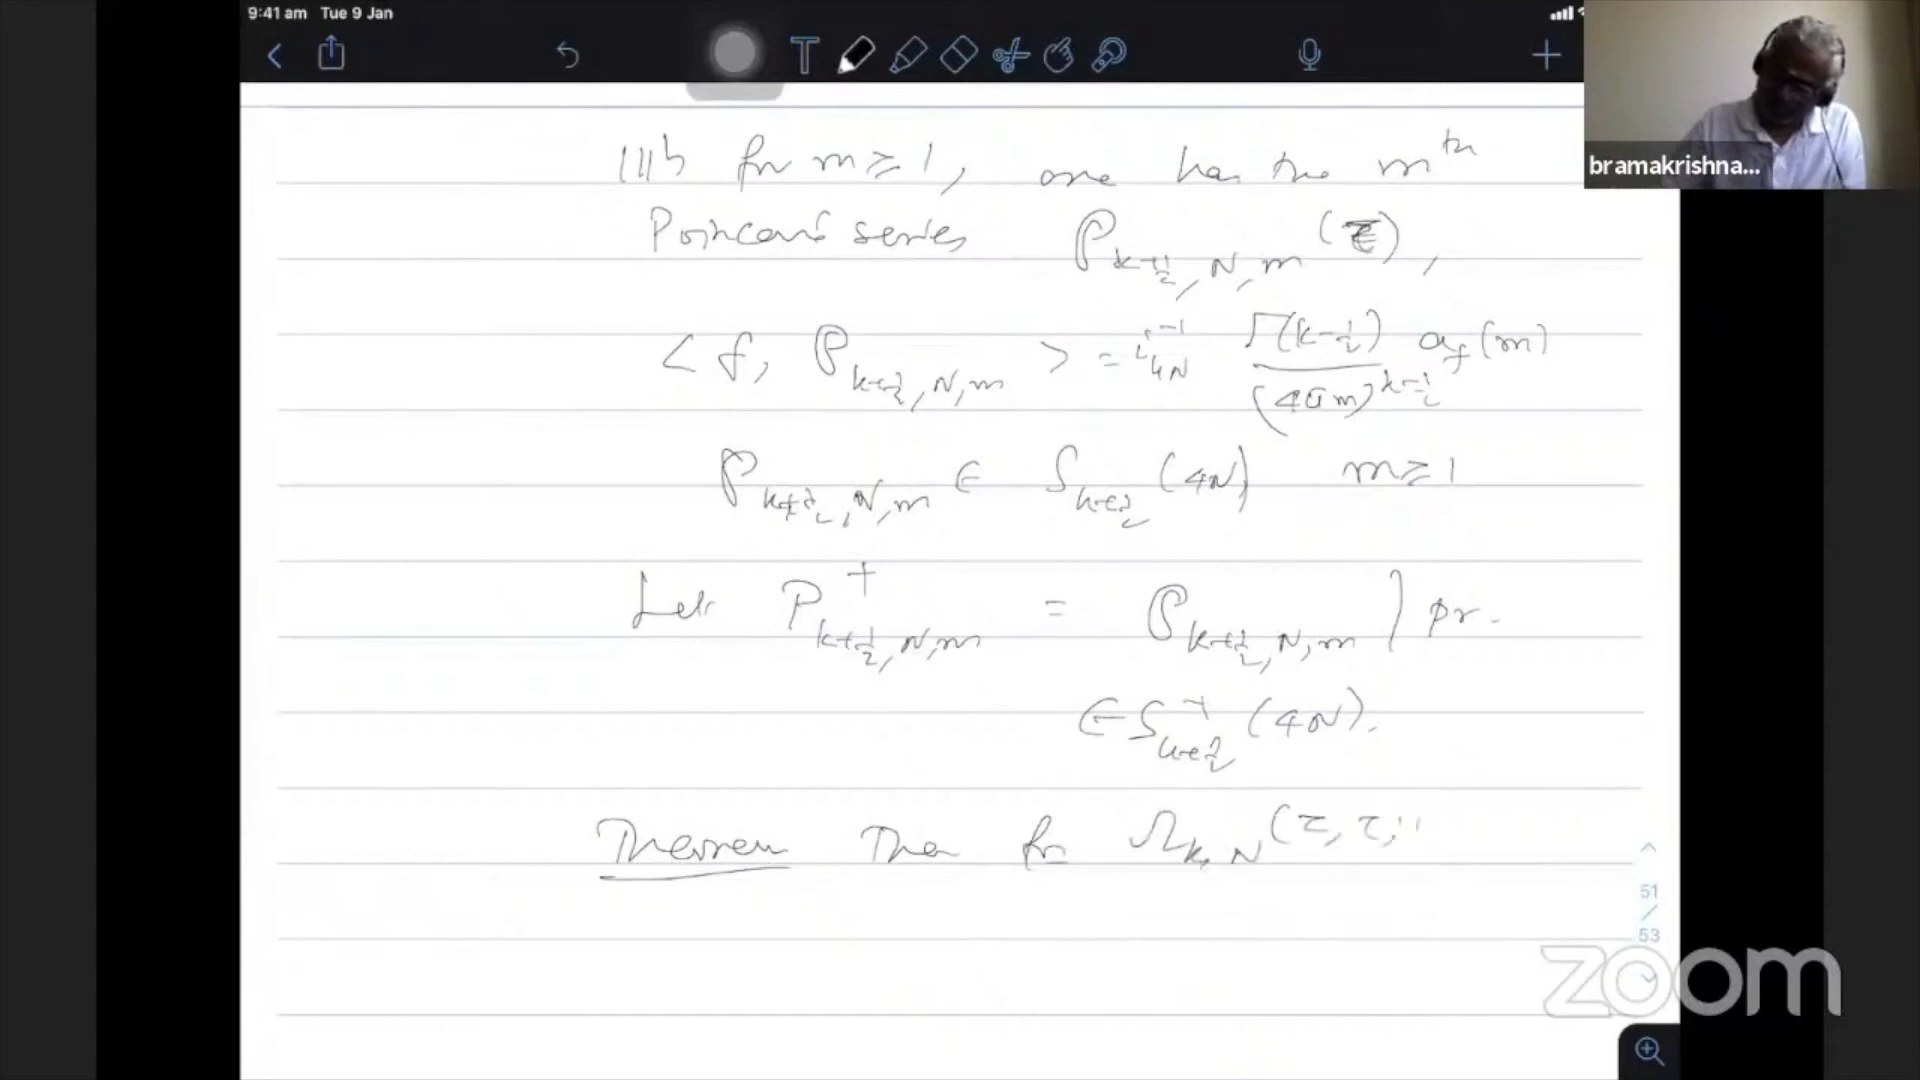 9:41 am Tue 9 Jan
bramakrishna...
|||ly for m ≥ 1, one has the m^th
Poincaré series P_{k+1/2, N, m} (τ),
< f, P_{k+1/2, N, m} > = i_{4N}^{-1} Γ(k-1/2) / (4πm)^{k-1/2} a_f(m)
P_{k+1/2, N, m} ∈ S_{k+1/2} (4N) m ≥ 1
Let P^+_{k+1/2, N, m} = P_{k+1/2, N, m} | pr.
∈ S^+_{k+1/2} (4N).
Theorem Then for Ω_{k, N} (z, τ;
51
/
53
zoom